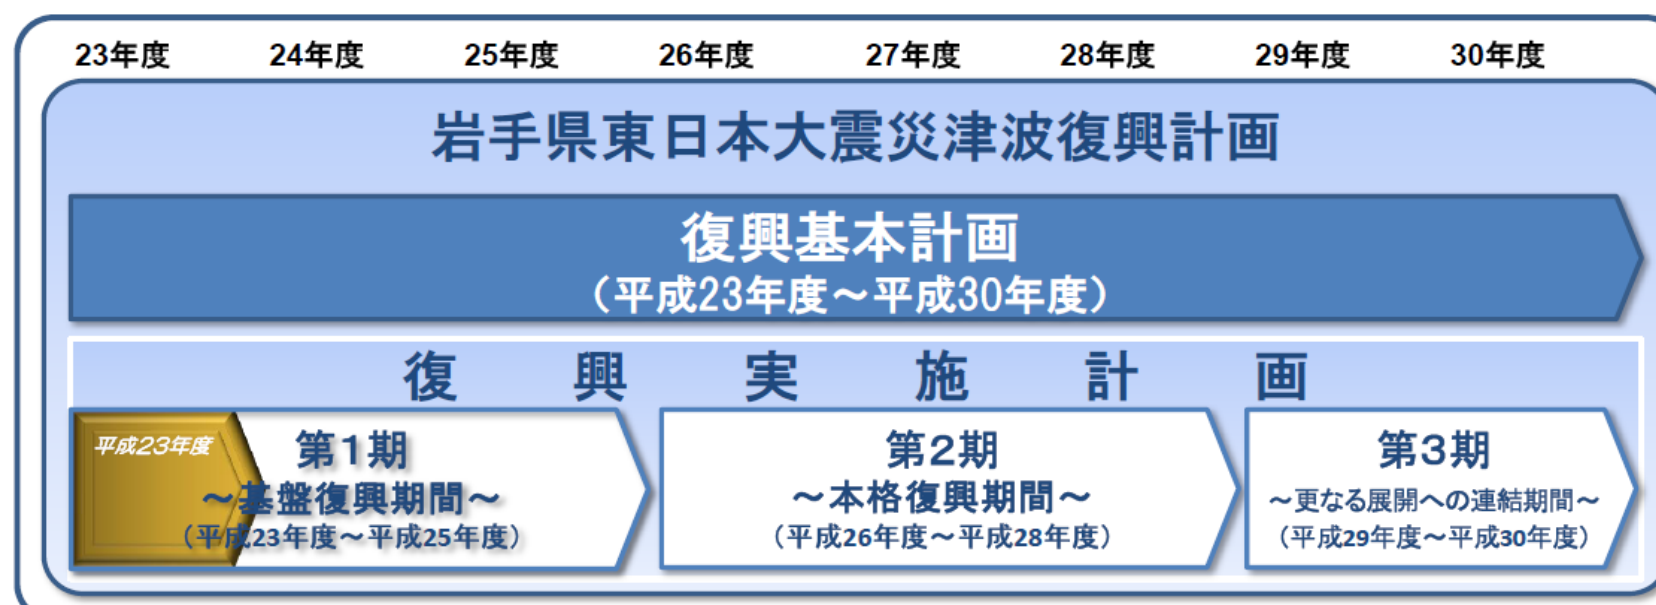 23年度 24年度 25年度 26年度 27年度 28年度 29年度 30年度
岩手県東日本大震災津波復興計画
復興基本計画
（平成23年度～平成30年度）
復興実施計画
平成23年度
第１期
～基盤復興期間～
（平成23年度～平成25年度）
第２期
～本格復興期間～
（平成26年度～平成28年度）
第３期
～更なる展開への連結期間～
（平成29年度～平成30年度）